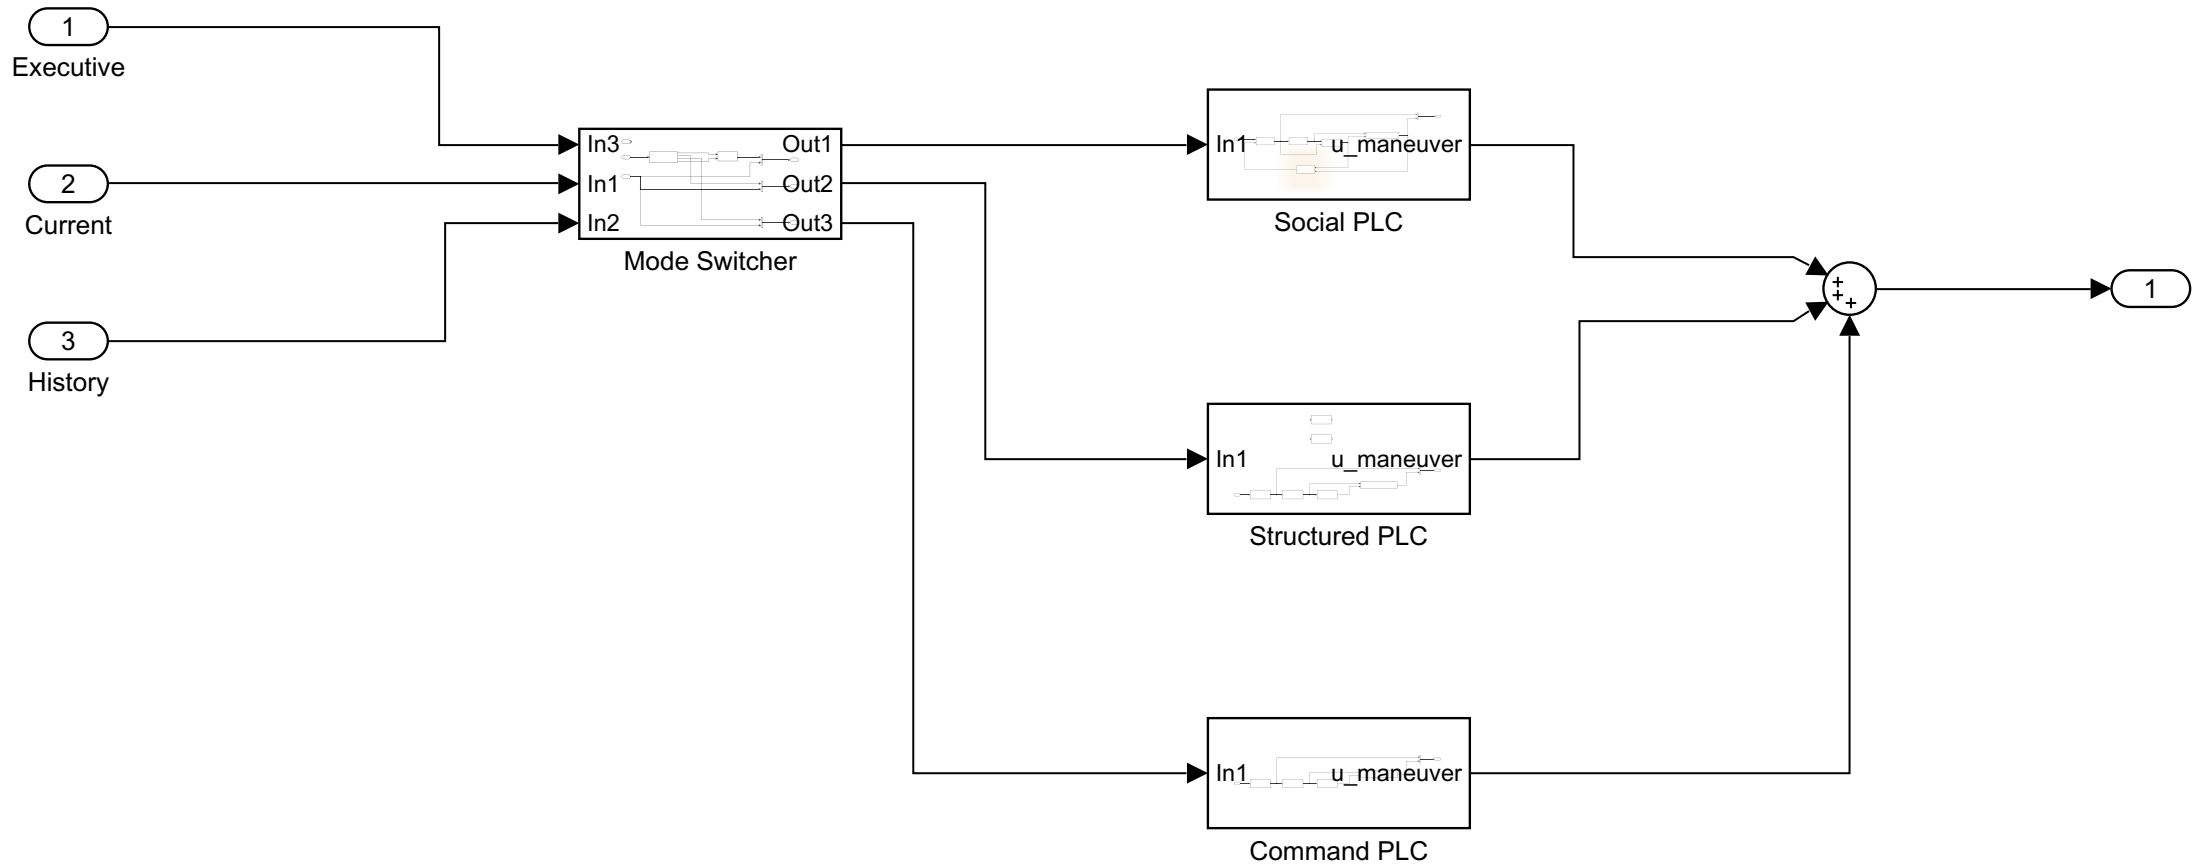 1
Executive
2
Current
3
History
In3
Out1
In1
Out2
In2
Out3
Mode Switcher
In1
u_maneuver
Social PLC
In1
u_maneuver
Structured PLC
In1
u_maneuver
Command PLC
+
+
+
1